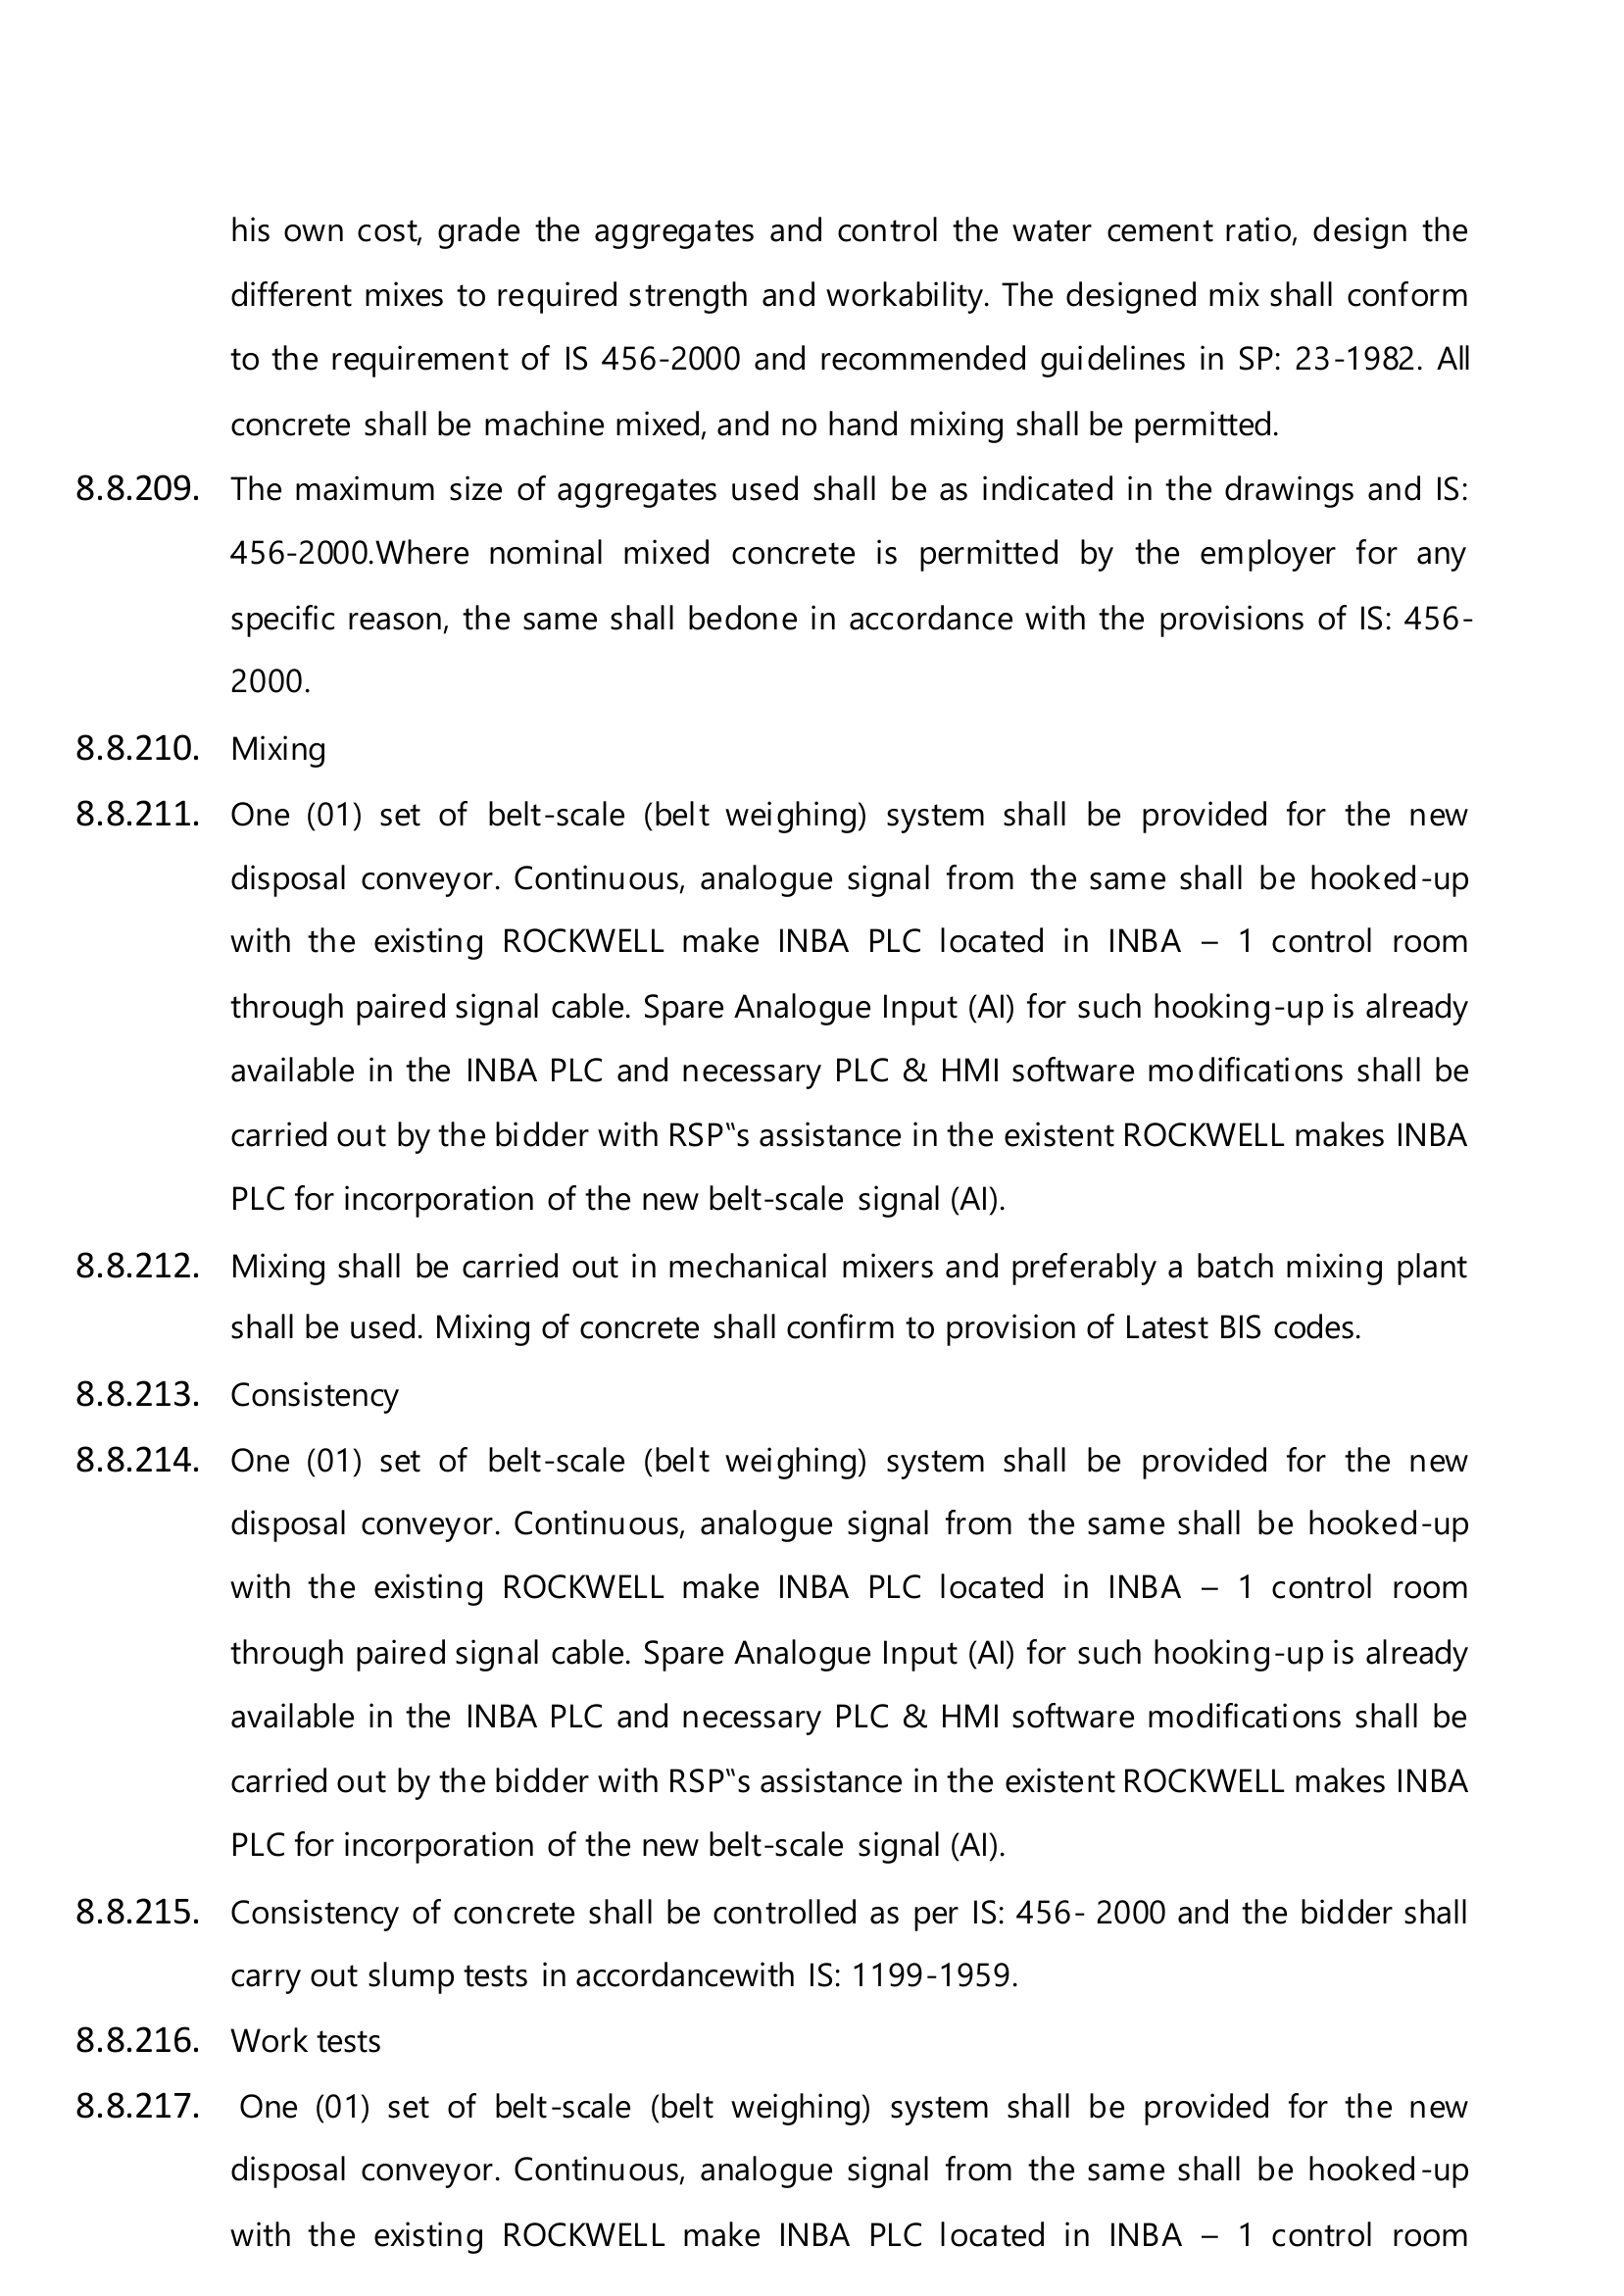 his own cost, grade the aggregates and control the water cement ratio, design the
different mixes to required strength and workability. The designed mix shall conform
to the requirement of IS 456-2000 and recommended guidelines in SP: 23-1982. All
concrete shall be machine mixed, and no hand mixing shall be permitted.
8.8.209. The maximum size of aggregates used shall be as indicated in the drawings and IS:
456-2000.Where nominal mixed concrete is permitted by the employer for any
specific reason, the same shall bedone in accordance with the provisions of IS: 456-
2000.
8.8.210. Mixing
8.8.211. One (01) set of belt-scale (belt weighing) system shall be provided for the new
disposal conveyor. Continuous, analogue signal from the same shall be hooked-up
with the existing ROCKWELL make INBA PLC located in INBA – 1 control room
through paired signal cable. Spare Analogue Input (AI) for such hooking-up is already
available in the INBA PLC and necessary PLC & HMI software modifications shall be
carried out by the bidder with RSP‟s assistance in the existent ROCKWELL makes INBA
PLC for incorporation of the new belt-scale signal (AI).
8.8.212. Mixing shall be carried out in mechanical mixers and preferably a batch mixing plant
shall be used. Mixing of concrete shall confirm to provision of Latest BIS codes.
8.8.213. Consistency
8.8.214. One (01) set of belt-scale (belt weighing) system shall be provided for the new
disposal conveyor. Continuous, analogue signal from the same shall be hooked-up
with the existing ROCKWELL make INBA PLC located in INBA – 1 control room
through paired signal cable. Spare Analogue Input (AI) for such hooking-up is already
available in the INBA PLC and necessary PLC & HMI software modifications shall be
carried out by the bidder with RSP‟s assistance in the existent ROCKWELL makes INBA
PLC for incorporation of the new belt-scale signal (AI).
8.8.215. Consistency of concrete shall be controlled as per IS: 456- 2000 and the bidder shall
carry out slump tests in accordancewith IS: 1199-1959.
8.8.216. Work tests
8.8.217. One (01) set of belt-scale (belt weighing) system shall be provided for the new
disposal conveyor. Continuous, analogue signal from the same shall be hooked-up
with the existing ROCKWELL make INBA PLC located in INBA – 1 control room